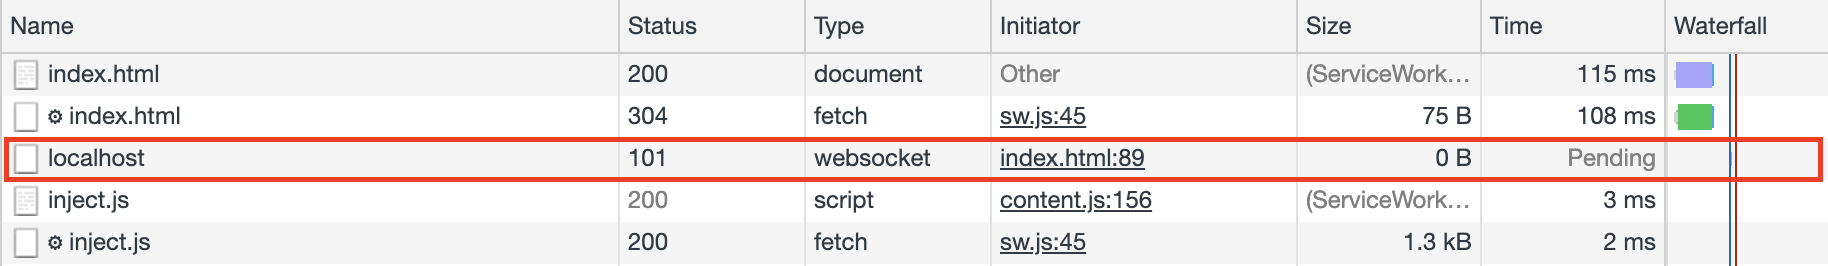 Name Status Type Initiator Size Time Waterfall
index.html 200 document Other (ServiceWork... 115 ms
index.html 304 fetch sw.js:45 75 B 108 ms
localhost 101 websocket index.html:89 0 B Pending
inject.js 200 script content.js:156 (ServiceWork... 3 ms
inject.js 200 fetch sw.js:45 1.3 kB 2 ms